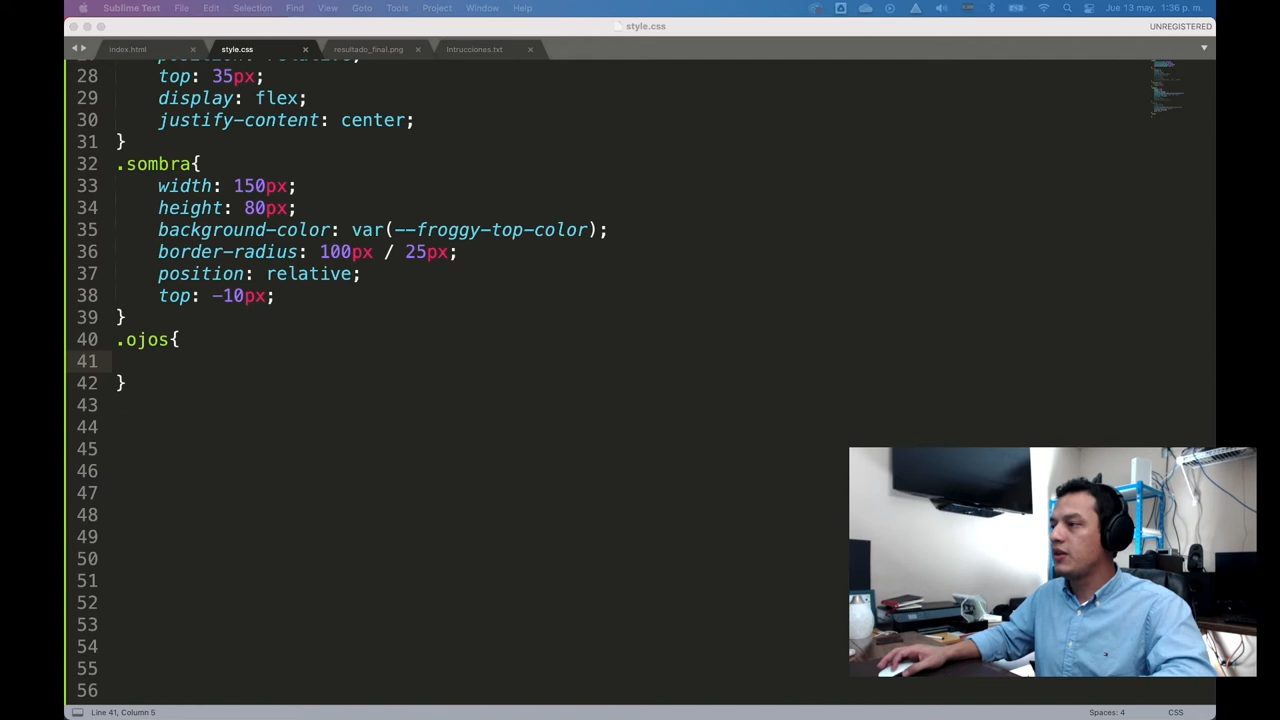 Sublime Text File Edit Selection Find View Goto Tools Project Window Help Jue 13 may. 1:36 p. m.
style.css UNREGISTERED
index.html × style.css × resultado_final.png × Intrucciones.txt ×
28 top: 35px;
29 display: flex;
30 justify-content: center;
31 }
32 .sombra{
33 width: 150px;
34 height: 80px;
35 background-color: var(--froggy-top-color);
36 border-radius: 100px / 25px;
37 position: relative;
38 top: -10px;
39 }
40 .ojos{
41
42 }
43
44
45
46
47
48
49
50
51
52
53
54
55
56
Line 41, Column 5 Spaces: 4 CSS